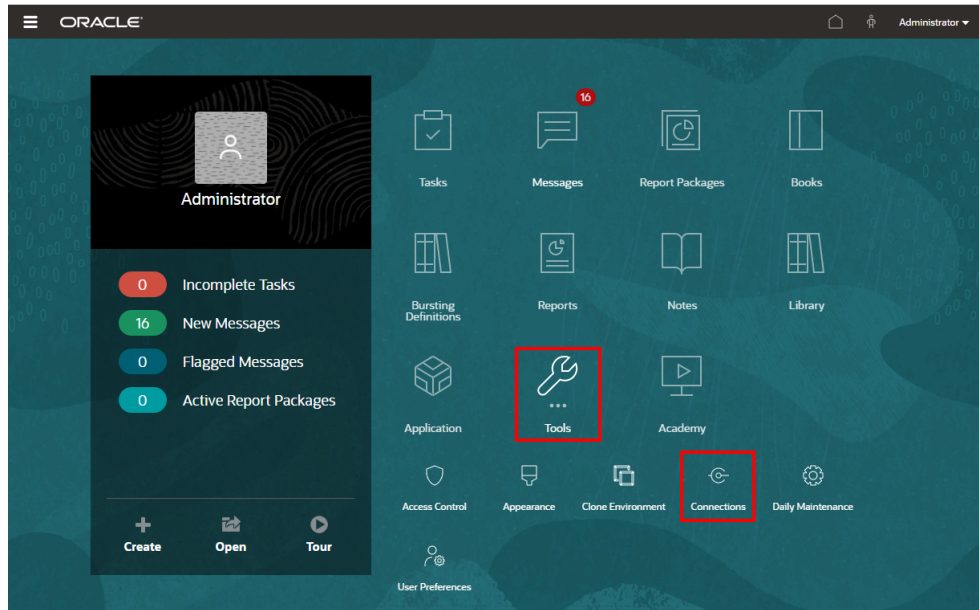 ORACLE
Administrator
Administrator
0 Incomplete Tasks
16 New Messages
0 Flagged Messages
0 Active Report Packages
Create Open Tour
16
Tasks Messages Report Packages Books
Bursting
Definitions Reports Notes Library
Application Tools Academy
Access Control Appearance Clone Environment Connections Daily Maintenance
User Preferences